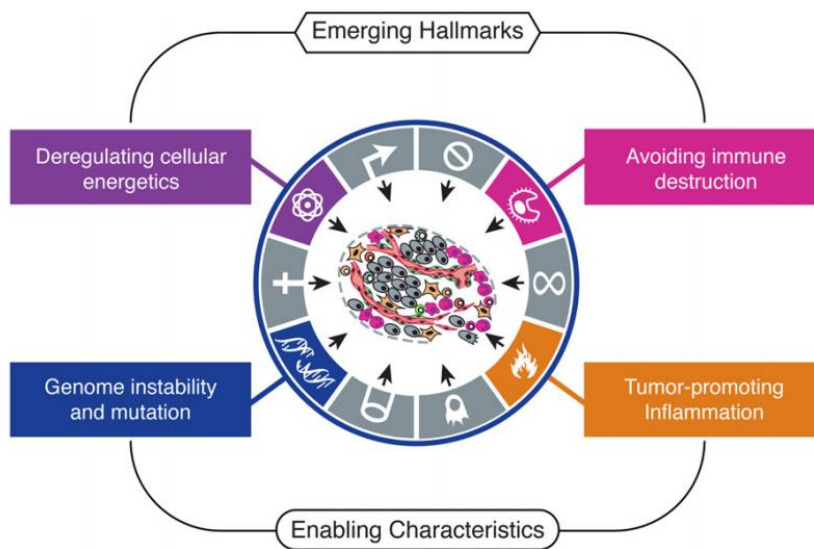 Emerging Hallmarks
Deregulating cellular
energetics
Avoiding immune
destruction
Genome instability
and mutation
Tumor-promoting
Inflammation
Enabling Characteristics